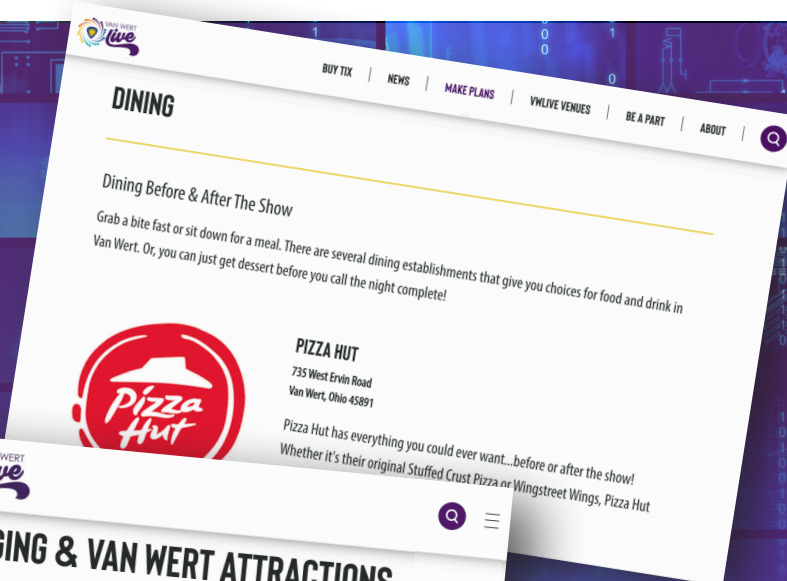 VAN WERT
live
BUY TIX | NEWS | MAKE PLANS | VWLIVE VENUES | BE A PART | ABOUT |
DINING
Dining Before & After The Show
Grab a bite fast or sit down for a meal. There are several dining establishments that give you choices for food and drink in
Van Wert. Or, you can just get dessert before you call the night complete!
Pizza
Hut
PIZZA HUT
735 West Ervin Road
Van Wert, Ohio 45891
Pizza Hut has everything you could ever want...before or after the show!
Whether it's their original Stuffed Crust Pizza or Wingstreet Wings, Pizza Hut
WERT
GING & VAN WERT ATTRACTIONS